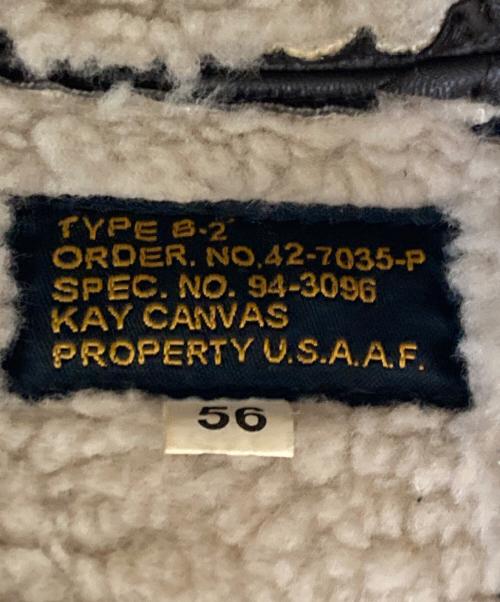 TYPE B-2
ORDER. NO.42-7035-P
SPEC. NO. 94-3096
KAY CANVAS
PROPERTY U.S.A.A.F.
56